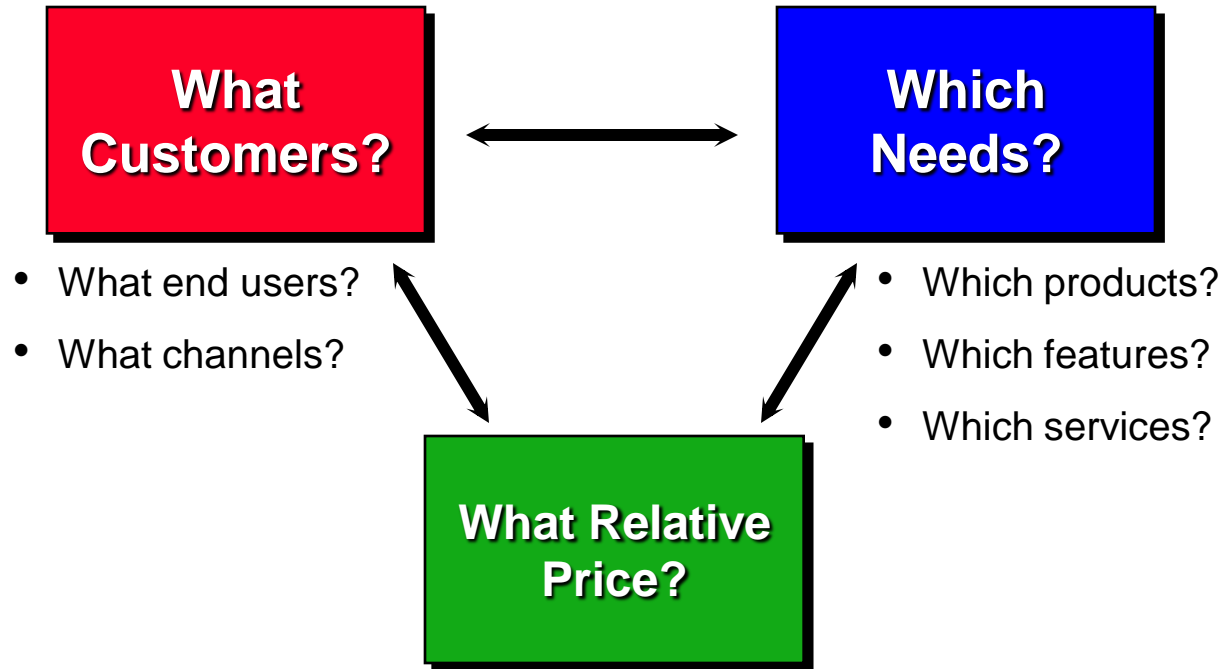 What
Customers?
Which
Needs?
• What end users?
• What channels?
• Which products?
• Which features?
• Which services?
What Relative
Price?